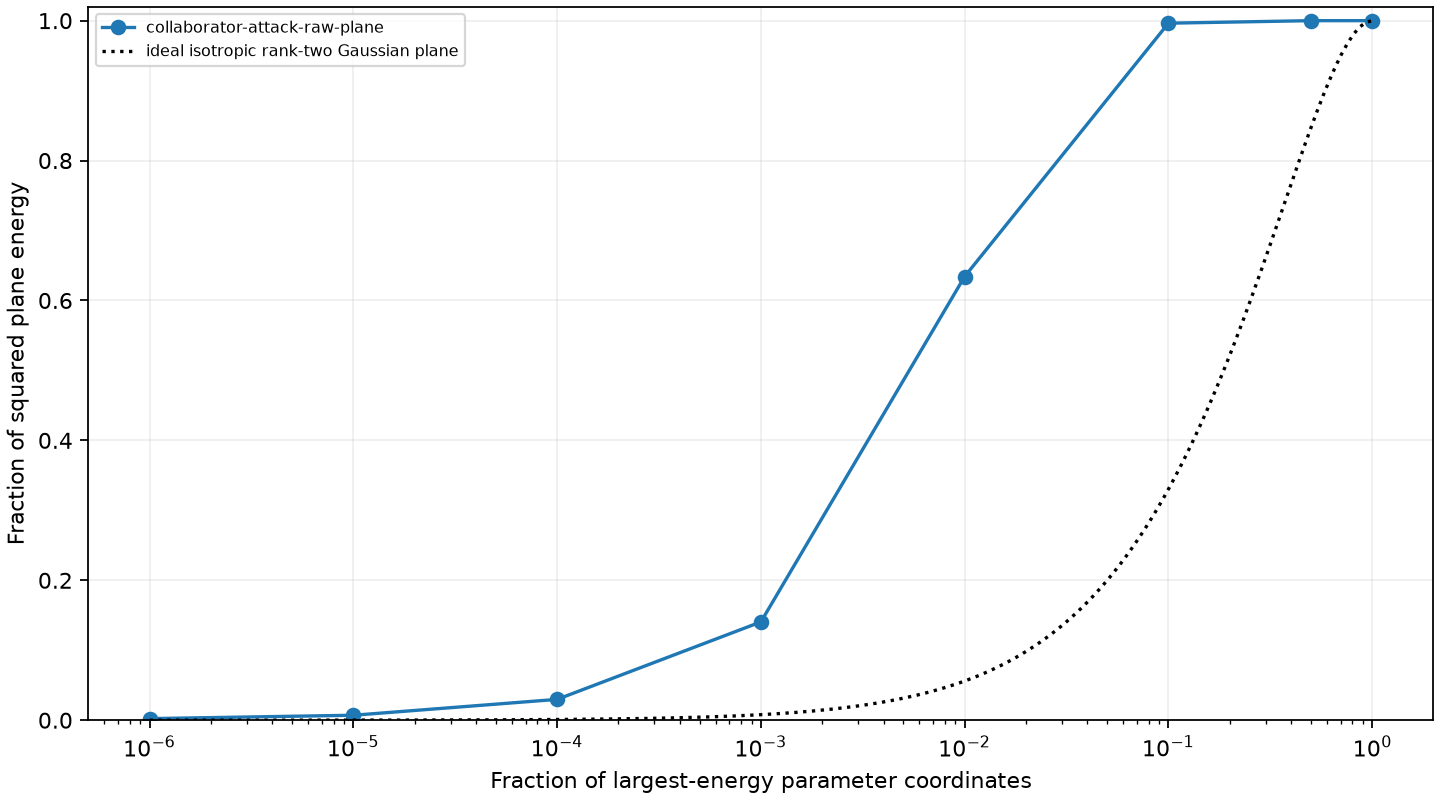 collaborator-attack-raw-plane
ideal isotropic rank-two Gaussian plane
Fraction of squared plane energy
1.0
0.8
0.6
0.4
0.2
0.0
10⁻⁶ 10⁻⁵ 10⁻⁴ 10⁻³ 10⁻² 10⁻¹ 10⁰
Fraction of largest-energy parameter coordinates